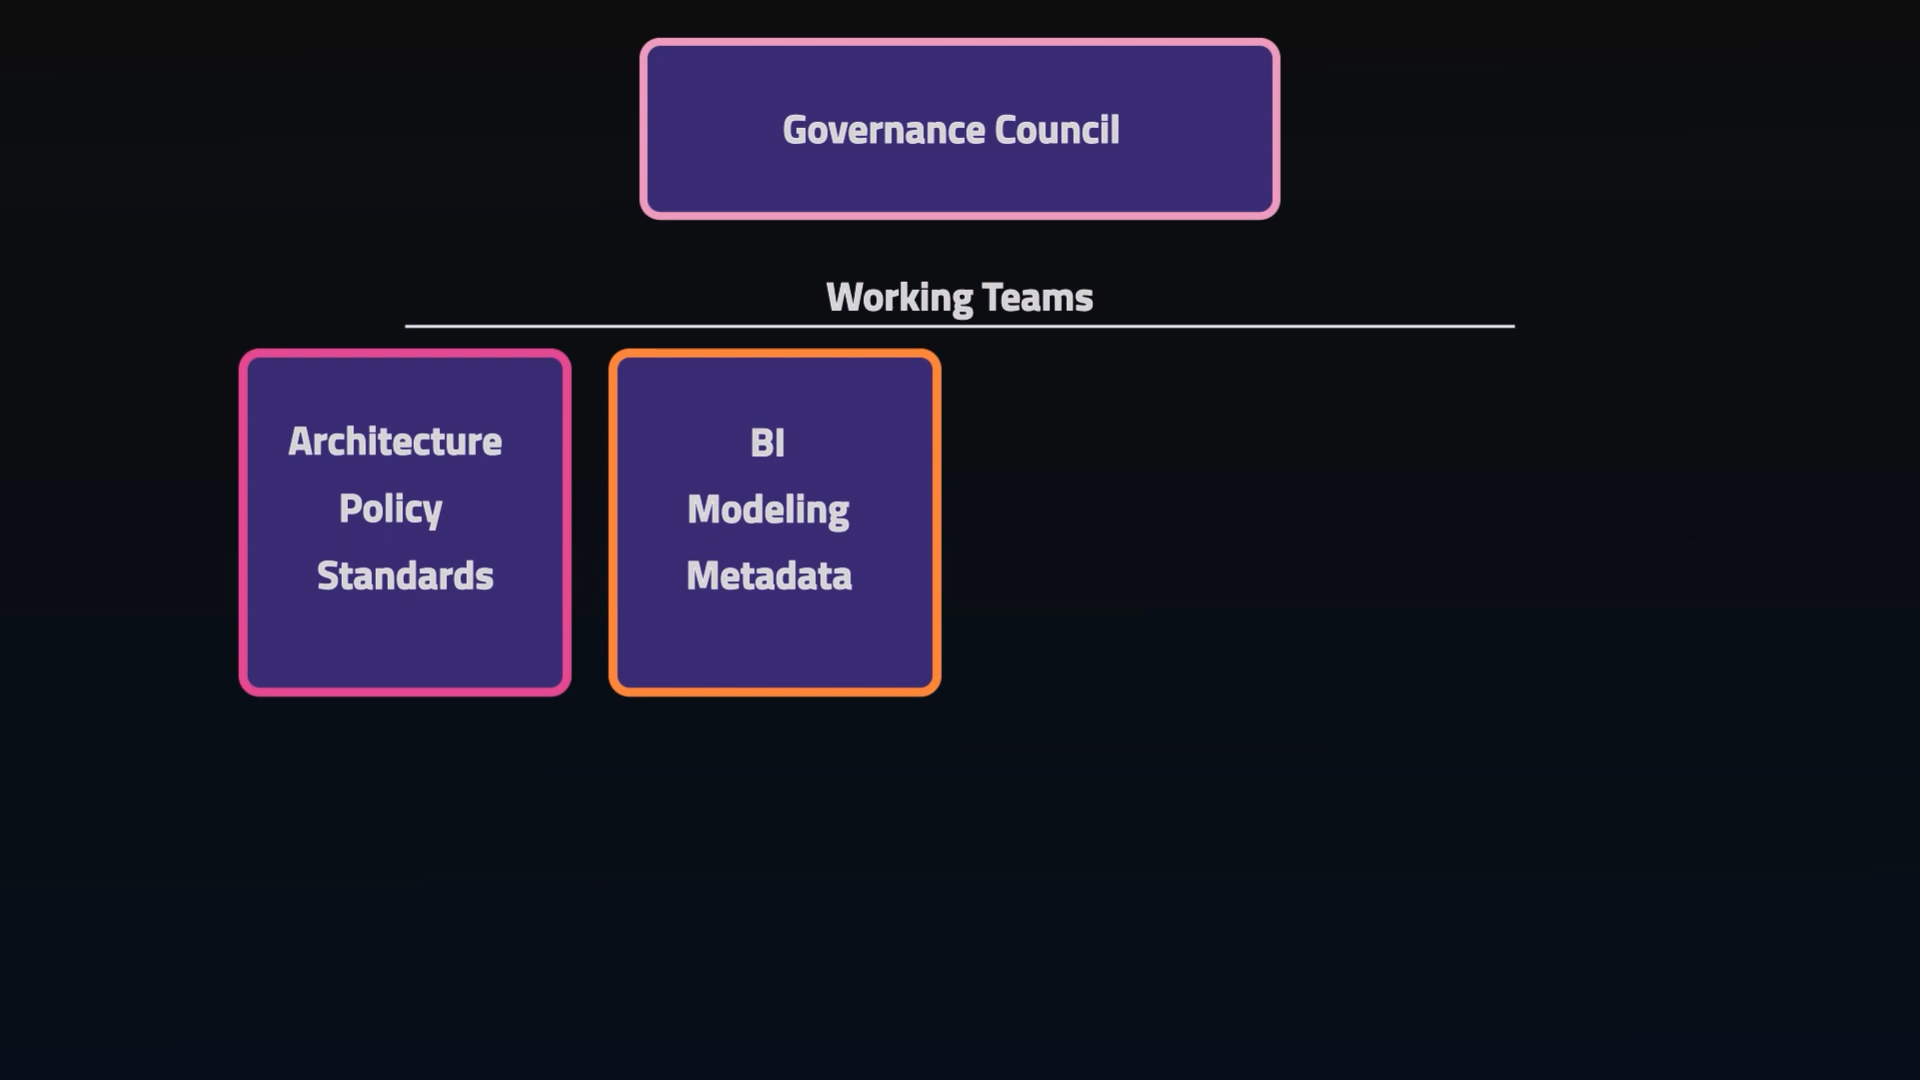 Governance Council
Working Teams
Architecture
Policy
Standards
BI
Modeling
Metadata